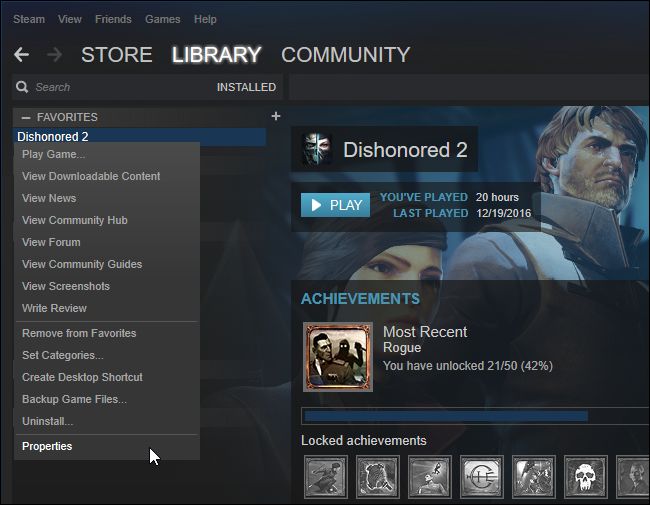 Steam View Friends Games Help
STORE LIBRARY COMMUNITY
Search INSTALLED
— FAVORITES +
Dishonored 2
Play Game...
View Downloadable Content
View News
View Community Hub
View Forum
View Community Guides
View Screenshots
Write Review
Remove from Favorites
Set Categories...
Create Desktop Shortcut
Backup Game Files...
Uninstall...
Properties
Dishonored 2
PLAY
YOU'VE PLAYED 20 hours
LAST PLAYED 12/19/2016
ACHIEVEMENTS
Most Recent
Rogue
You have unlocked 21/50 (42%)
Locked achievements